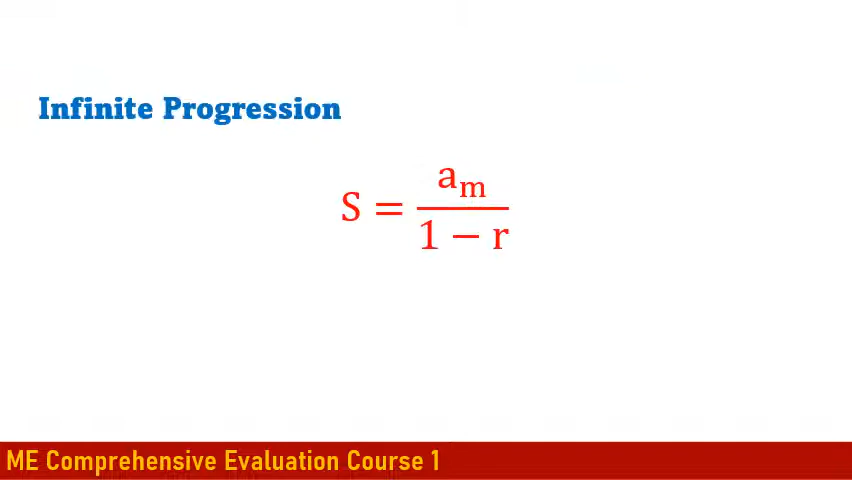 Infinite Progression
S = a_m / (1 − r)
ME Comprehensive Evaluation Course 1